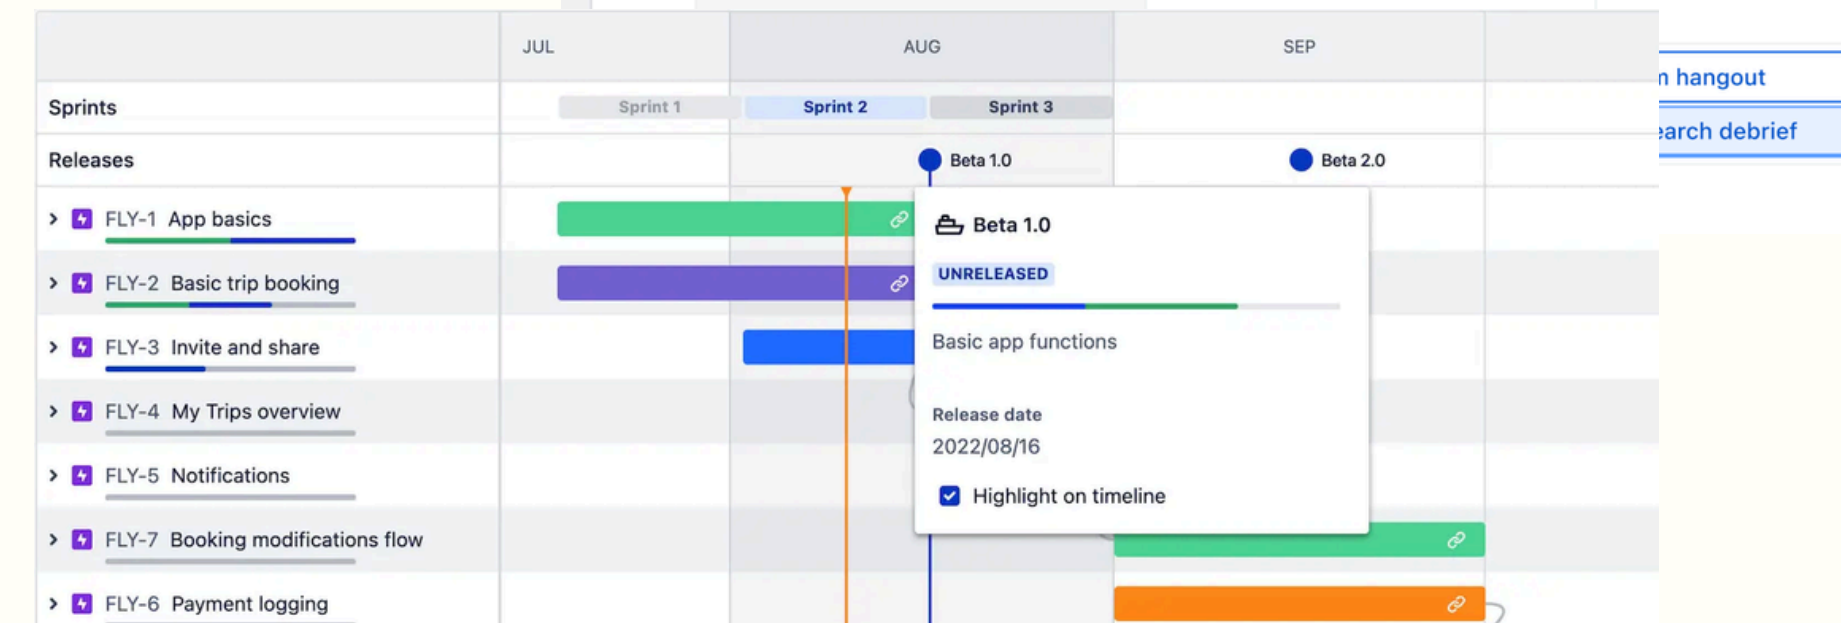 JUL AUG SEP
Sprints Sprint 1 Sprint 2 Sprint 3
Releases Beta 1.0 Beta 2.0
FLY-1 App basics
FLY-2 Basic trip booking
FLY-3 Invite and share
FLY-4 My Trips overview
FLY-5 Notifications
FLY-7 Booking modifications flow
FLY-6 Payment logging
Beta 1.0
UNRELEASED
Basic app functions
Release date
2022/08/16
Highlight on timeline
hangout
debrief